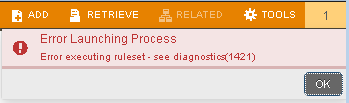 ADD RETRIEVE RELATED TOOLS 1
Error Launching Process
Error executing ruleset - see diagnostics(1421)
OK